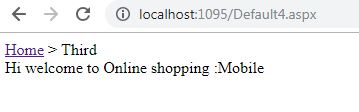 localhost:1095/Default4.aspx
Home > Third
Hi welcome to Online shopping :Mobile